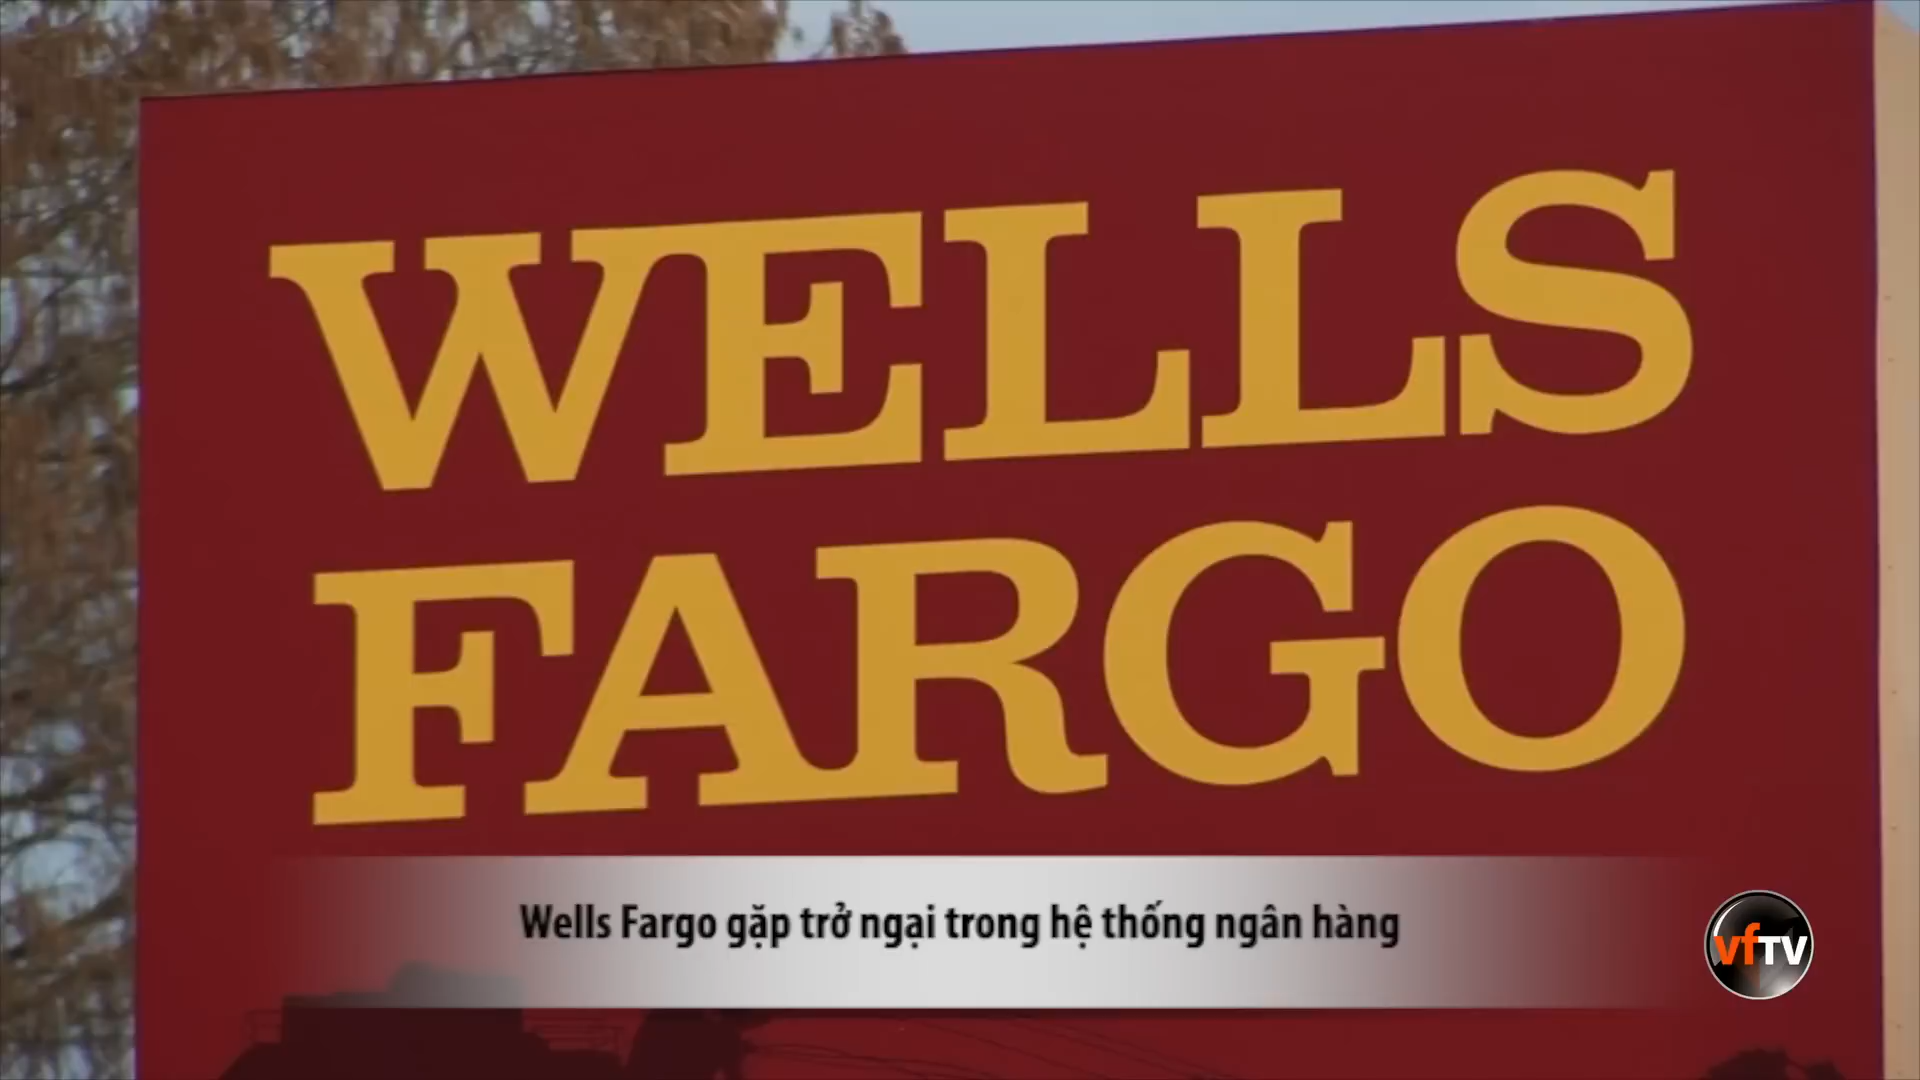 WELLS
FARGO
Wells Fargo gặp trở ngại trong hệ thống ngân hàng
vfTV